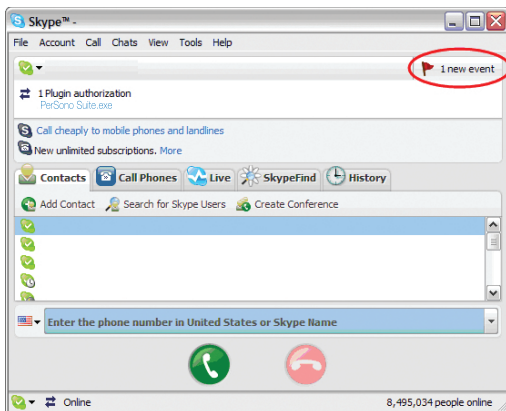 Skype™ -
File Account Call Chats View Tools Help
1 new event
1 Plugin authorization
PerSono Suite.exe
Call cheaply to mobile phones and landlines
New unlimited subscriptions. More
Contacts Call Phones Live SkypeFind History
Add Contact Search for Skype Users Create Conference
Enter the phone number in United States or Skype Name
Online 8,495,034 people online